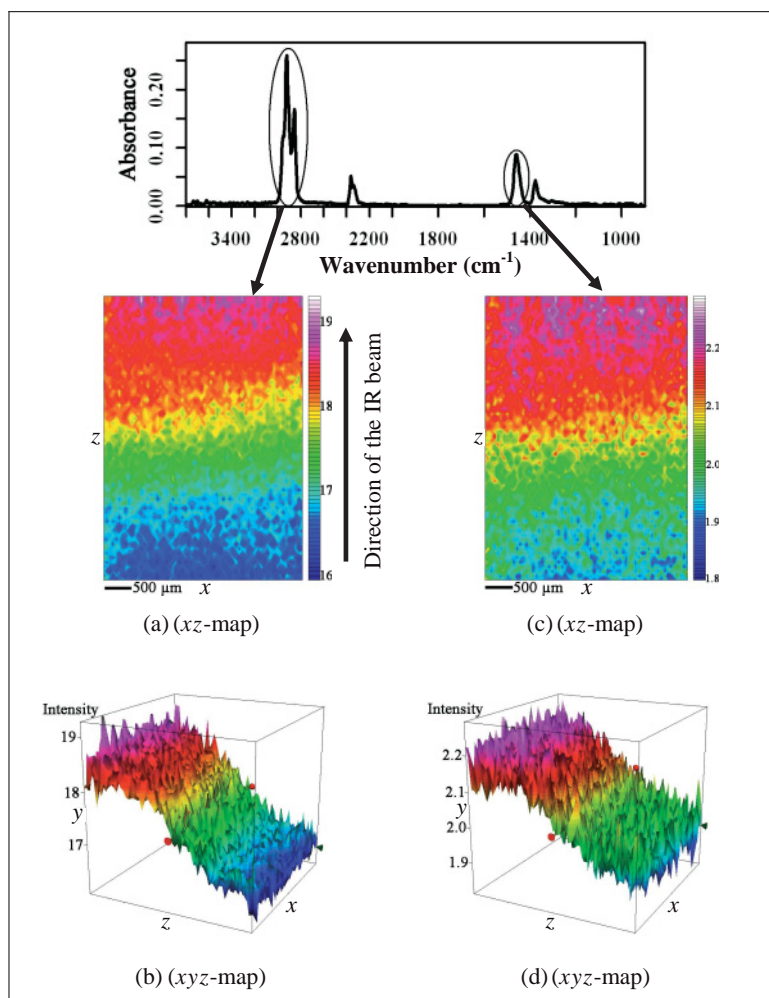 Absorbance
0.20
0.10
0.00
3400 2800 2200 1800 1400 1000
Wavenumber (cm-1)
19
18
17
16
z
500 µm x
Direction of the IR beam
2.2
2.1
2.0
1.9
1.8
z
500 µm x
(a) (xz-map)
(c) (xz-map)
Intensity
19
18
y
17
z
x
Intensity
2.2
2.1
y
2.0
1.9
z
x
(b) (xyz-map)
(d) (xyz-map)